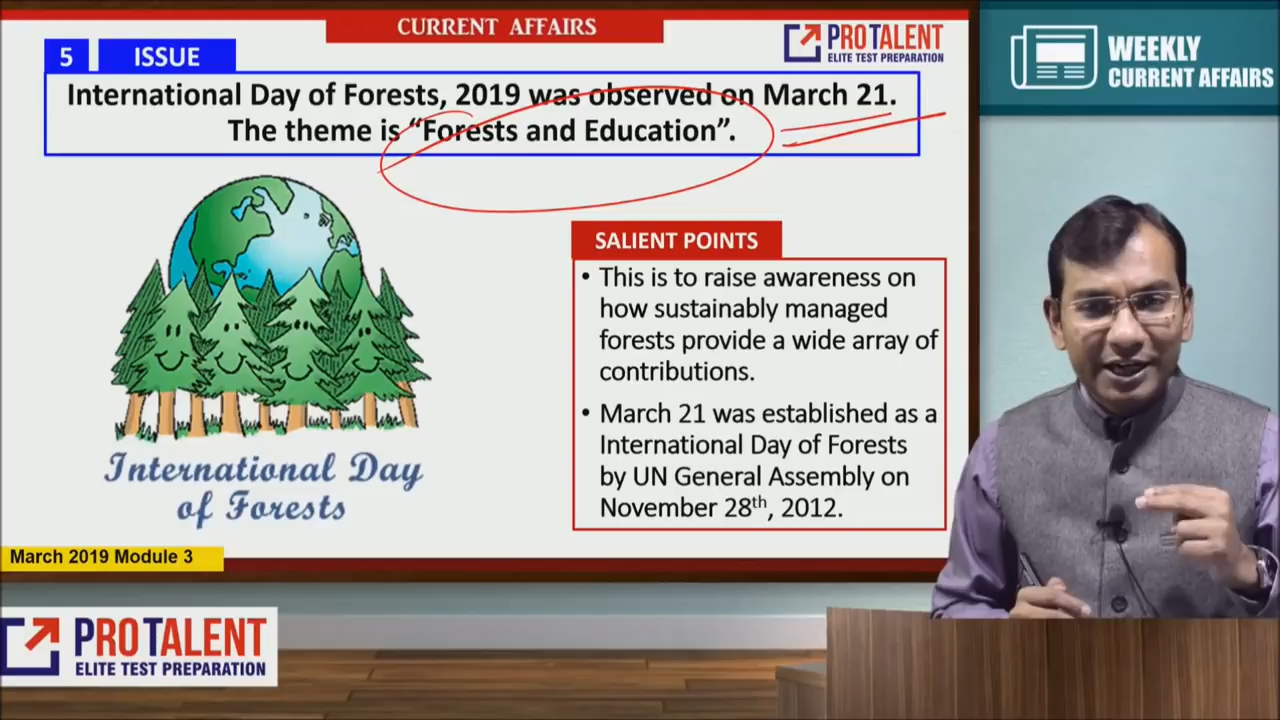 CURRENT AFFAIRS
PROTALENT
ELITE TEST PREPARATION
WEEKLY
CURRENT AFFAIRS
5 ISSUE
International Day of Forests, 2019 was observed on March 21.
The theme is “Forests and Education”.
SALIENT POINTS
• This is to raise awareness on
how sustainably managed
forests provide a wide array of
contributions.
• March 21 was established as a
International Day of Forests
by UN General Assembly on
November 28th, 2012.
International Day
of Forests
March 2019 Module 3
PROTALENT
ELITE TEST PREPARATION